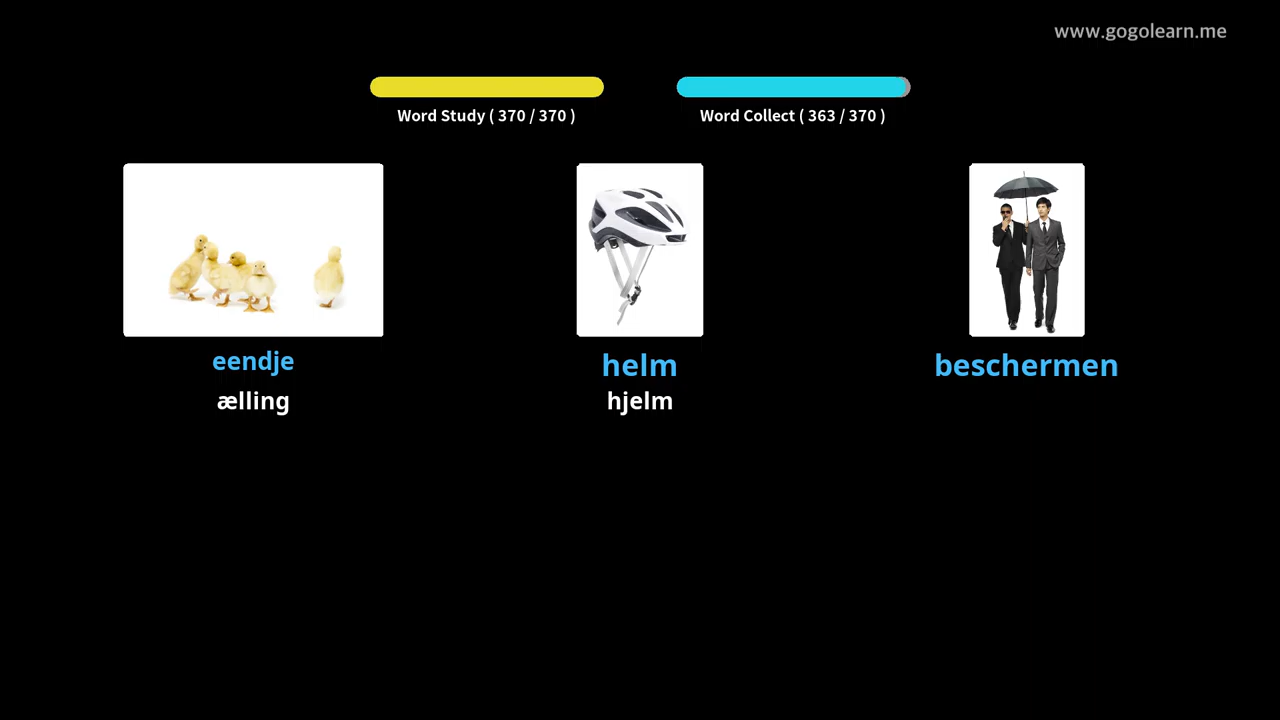 www.gogolearn.me
Word Study ( 370 / 370 )
Word Collect ( 363 / 370 )
eendje
ælling
helm
hjelm
beschermen